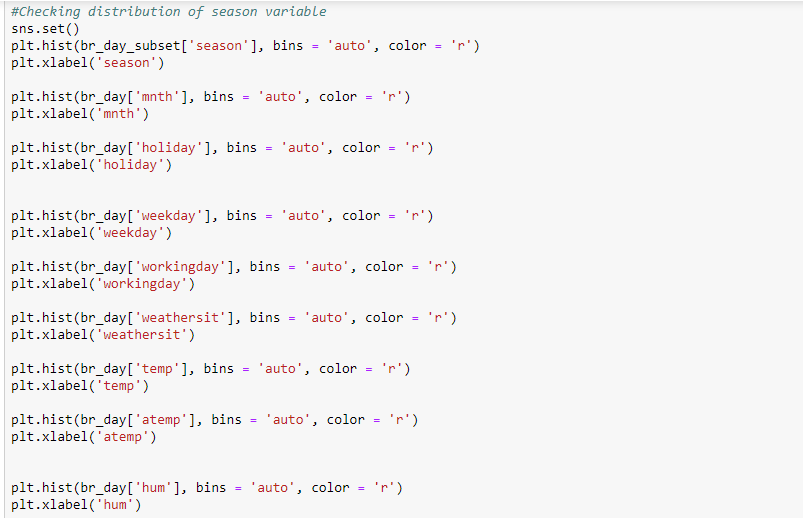 #Checking distribution of season variable
sns.set()
plt.hist(br_day_subset['season'], bins = 'auto', color = 'r')
plt.xlabel('season')
plt.hist(br_day['mnth'], bins = 'auto', color = 'r')
plt.xlabel('mnth')
plt.hist(br_day['holiday'], bins = 'auto', color = 'r')
plt.xlabel('holiday')
plt.hist(br_day['weekday'], bins = 'auto', color = 'r')
plt.xlabel('weekday')
plt.hist(br_day['workingday'], bins = 'auto', color = 'r')
plt.xlabel('workingday')
plt.hist(br_day['weathersit'], bins = 'auto', color = 'r')
plt.xlabel('weathersit')
plt.hist(br_day['temp'], bins = 'auto', color = 'r')
plt.xlabel('temp')
plt.hist(br_day['atemp'], bins = 'auto', color = 'r')
plt.xlabel('atemp')
plt.hist(br_day['hum'], bins = 'auto', color = 'r')
plt.xlabel('hum')